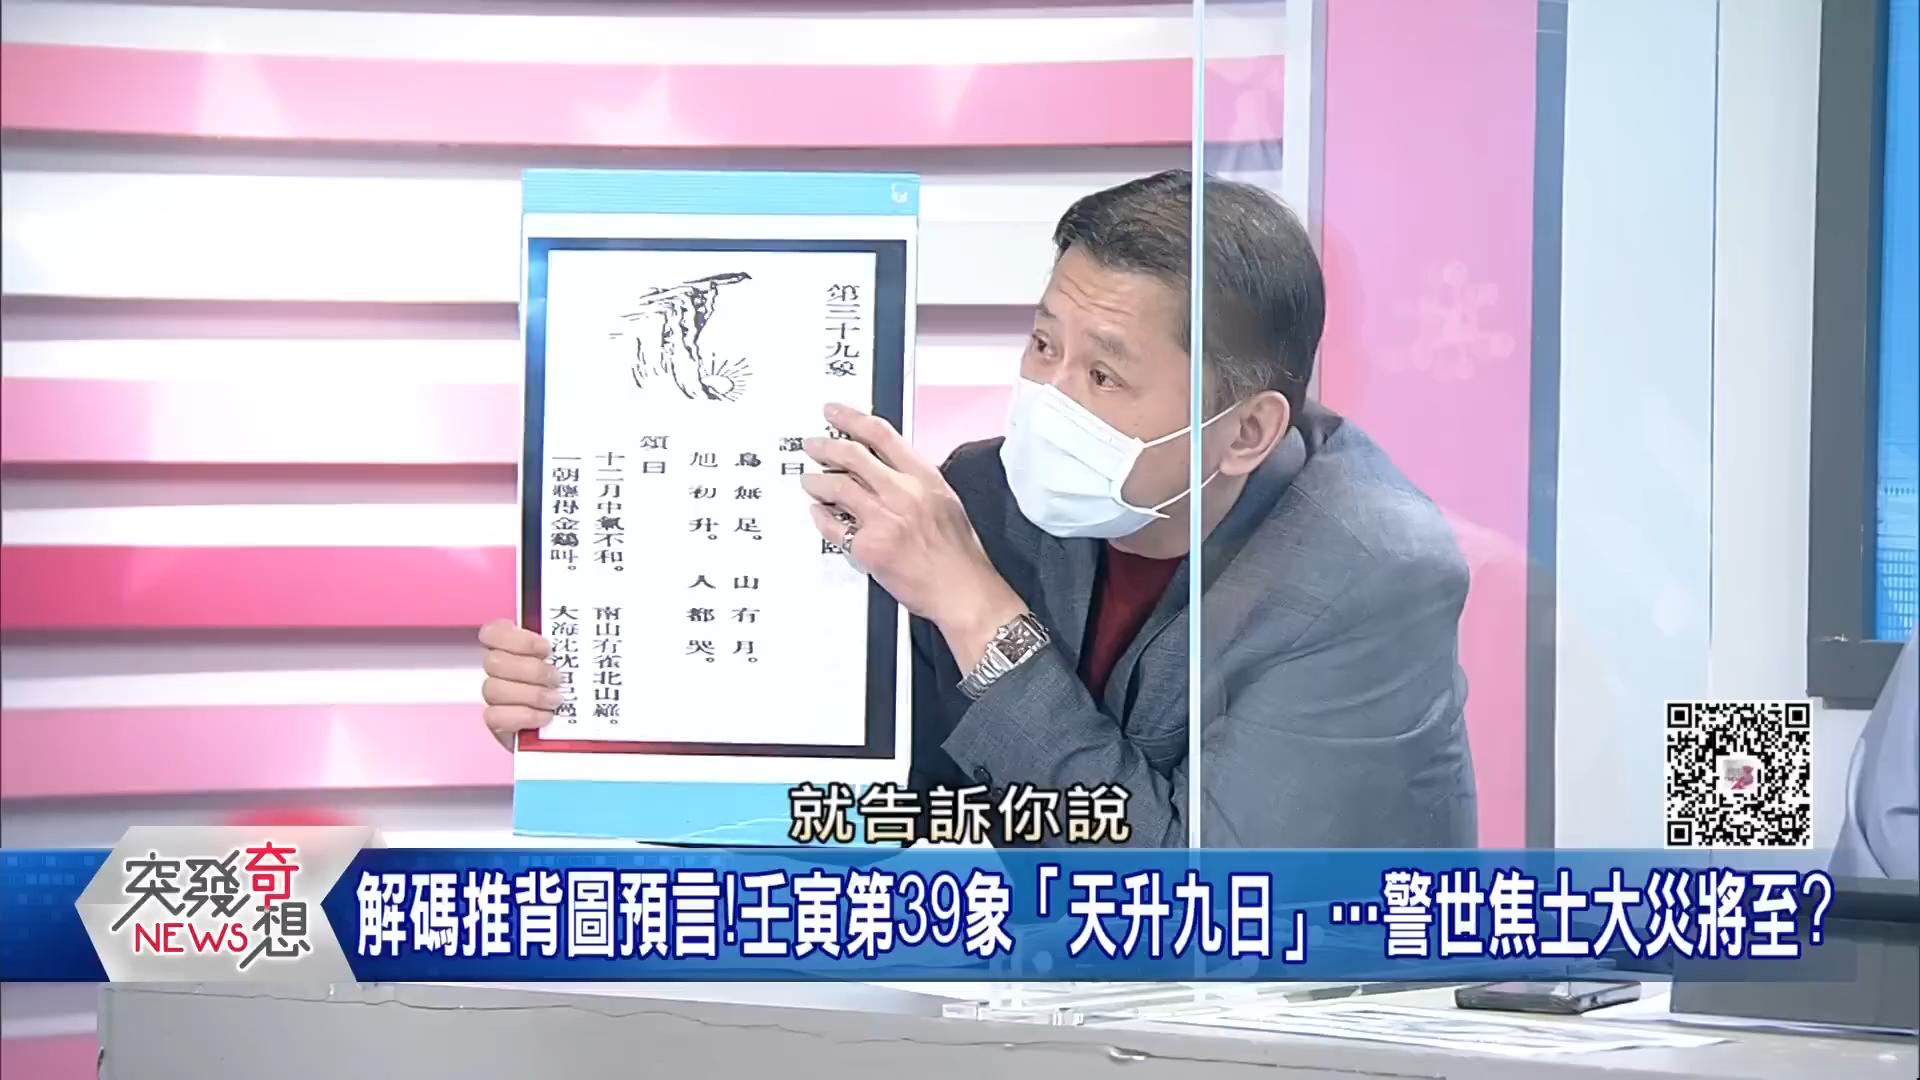 第三十九象
讖曰
鳥無足。山有月。
旭初升。人都哭。
頌曰
十二月中氣不和。南山有雀北山羅。
一朝聽得金雞叫。大海沈沈日已過。
就告訴你說
突發奇想
NEWS
解碼推背圖預言!壬寅第39象「天升九日」…警世焦土大災將至?